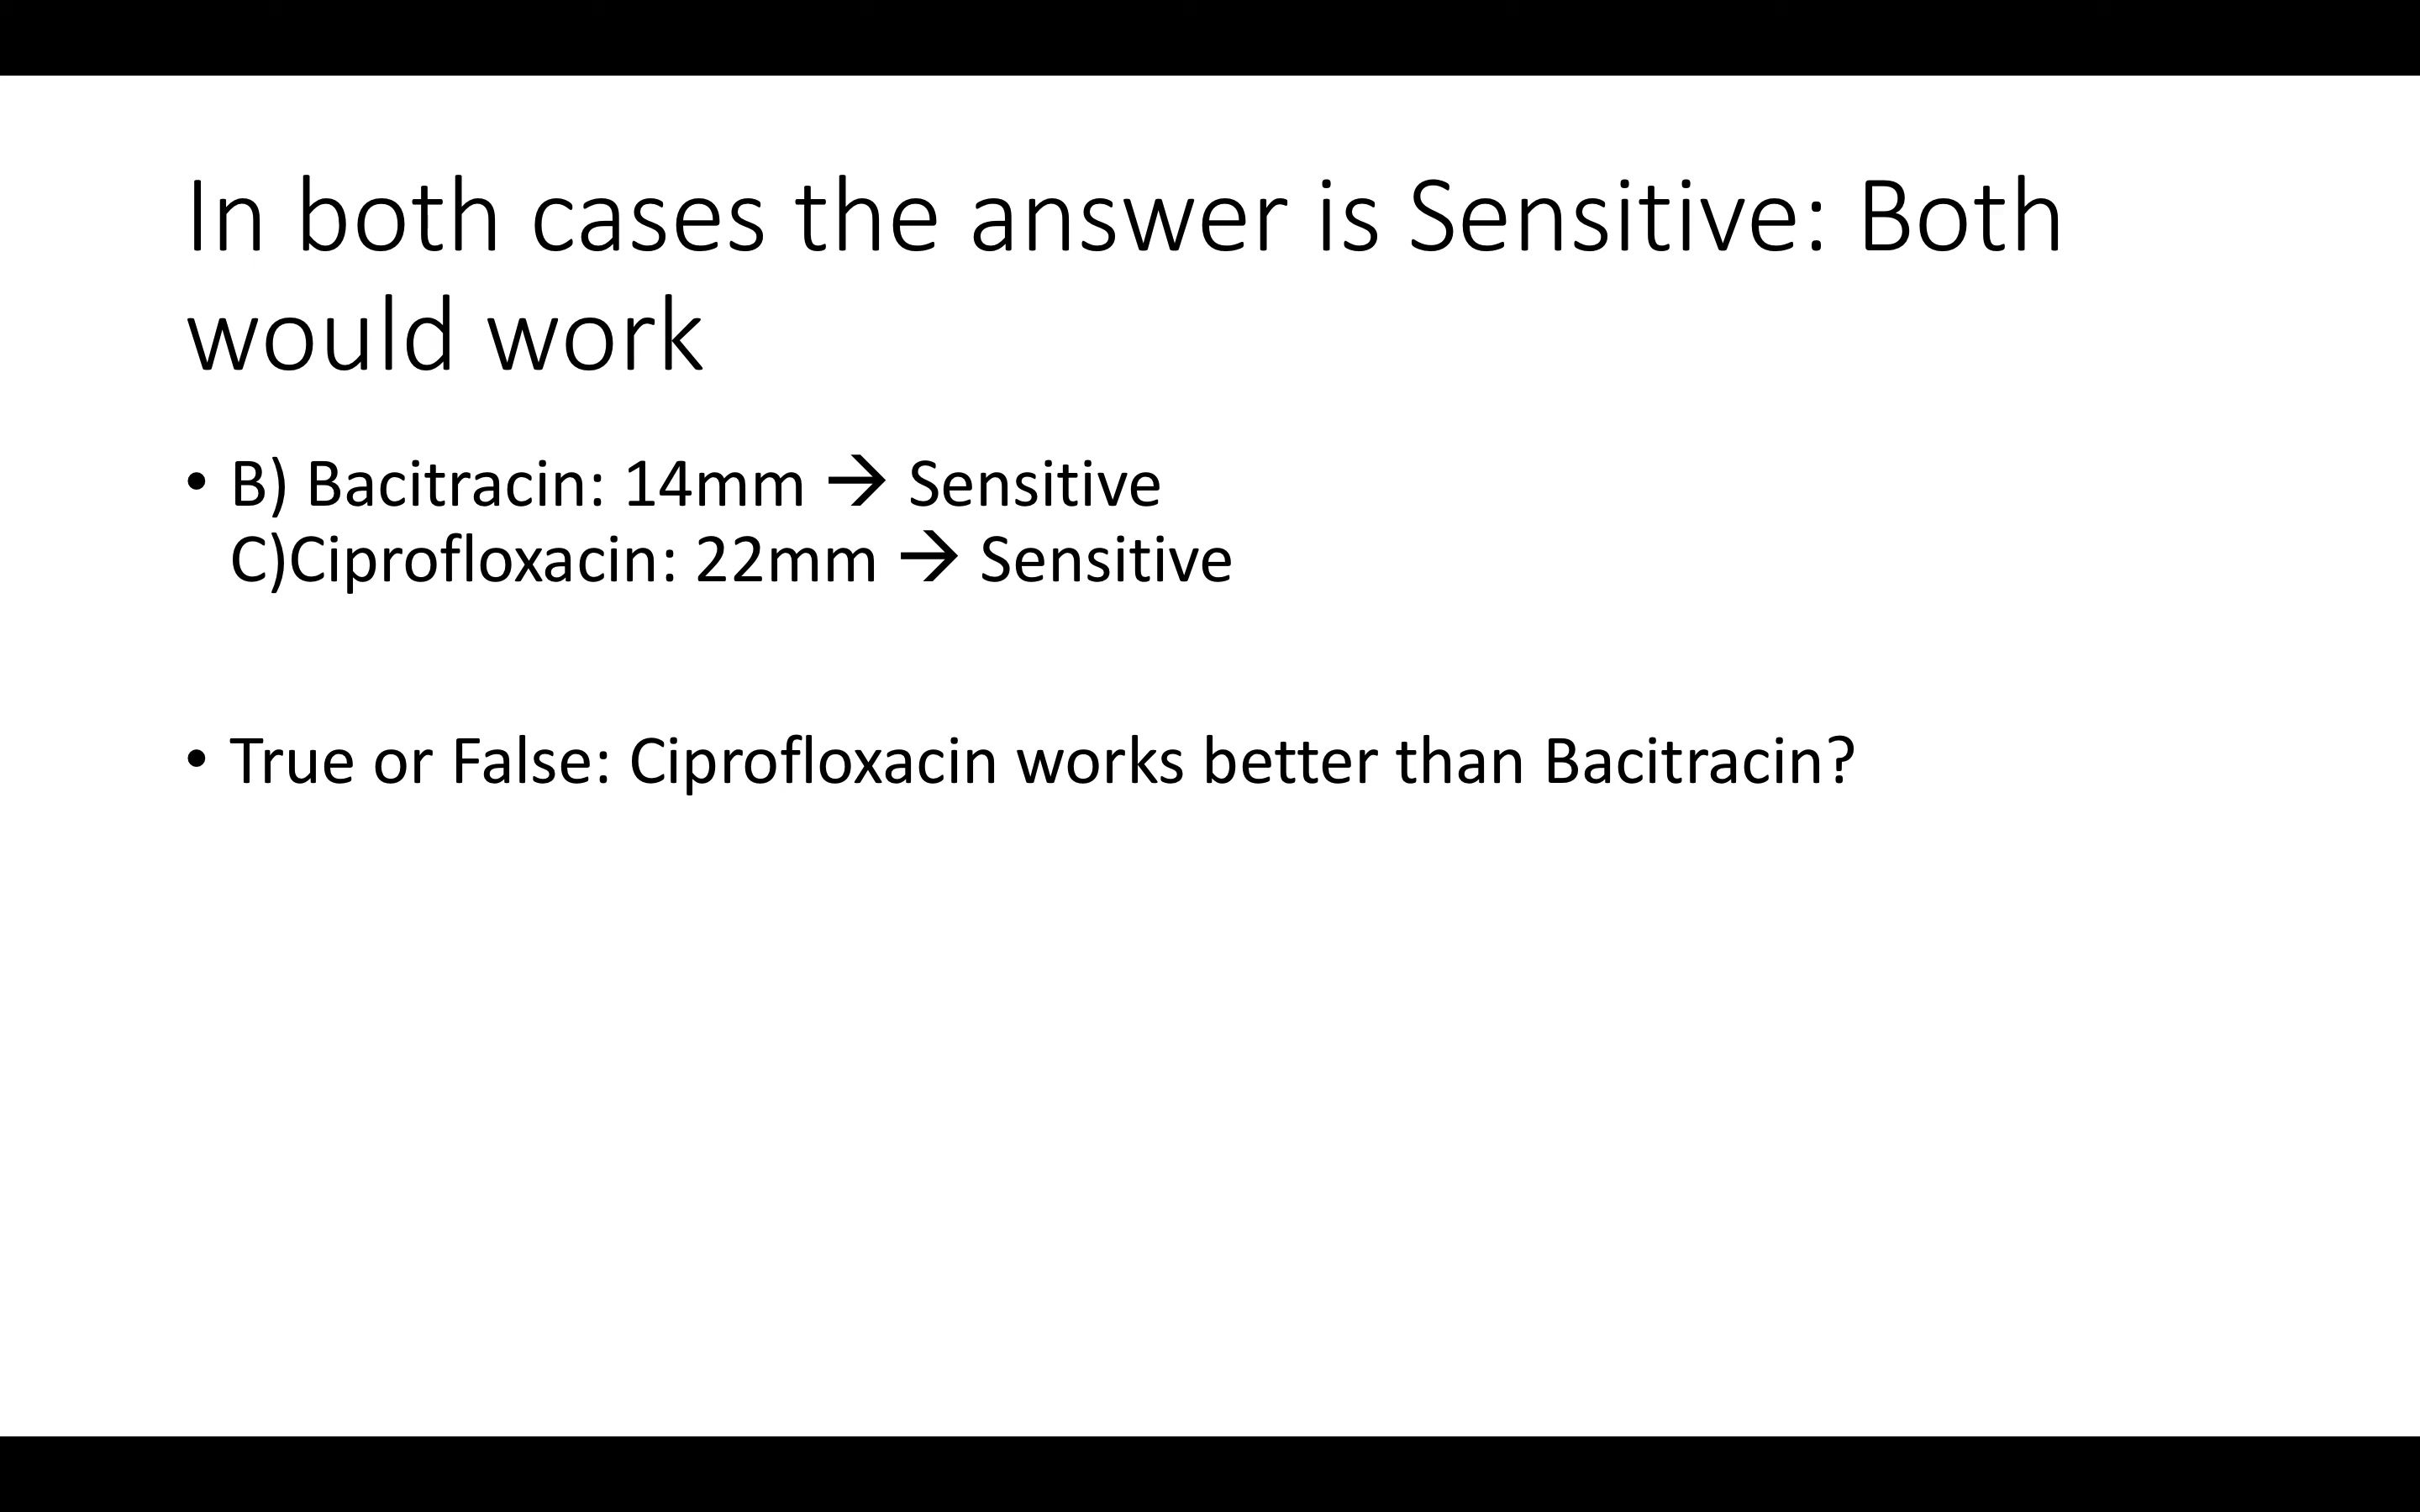 In both cases the answer is Sensitive: Both
would work
• B) Bacitracin: 14mm → Sensitive
C)Ciprofloxacin: 22mm → Sensitive
• True or False: Ciprofloxacin works better than Bacitracin?